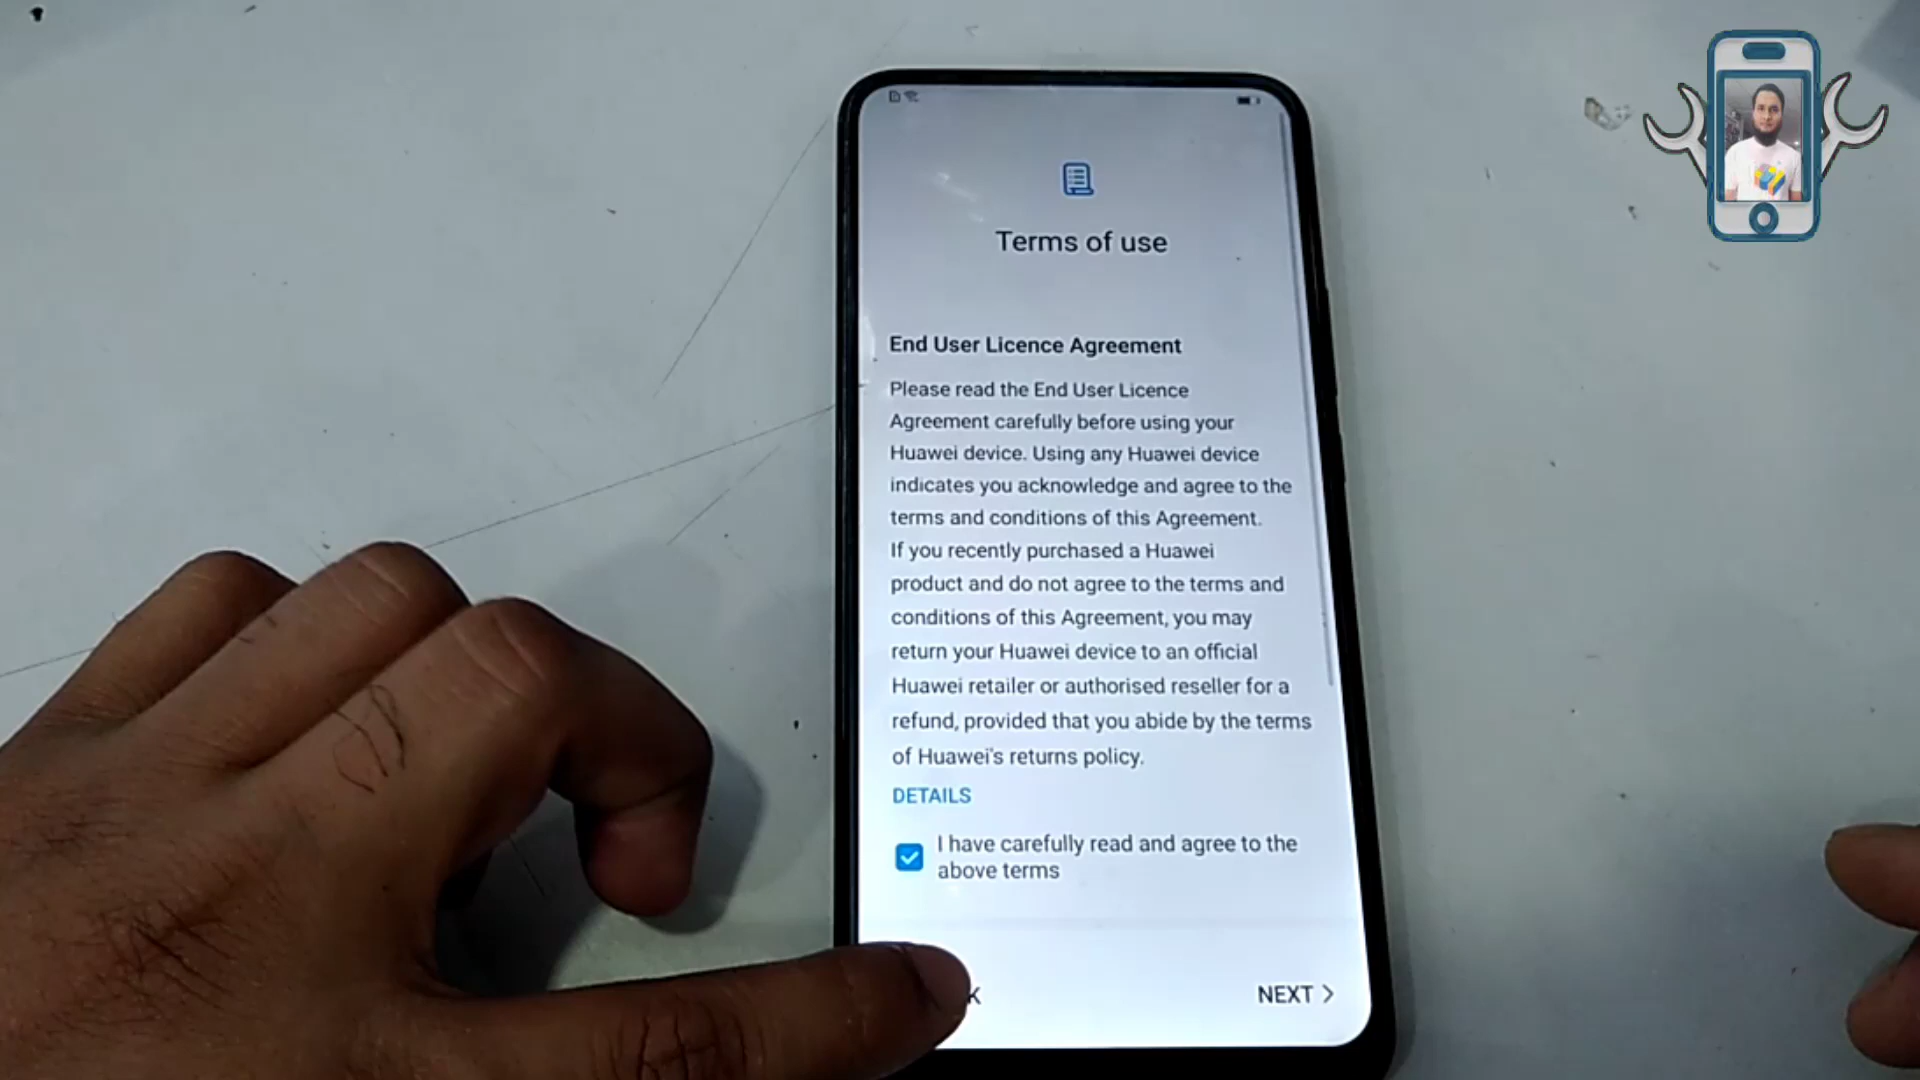 Terms of use
End User Licence Agreement
Please read the End User Licence
Agreement carefully before using your
Huawei device. Using any Huawei device
indicates you acknowledge and agree to the
terms and conditions of this Agreement.
If you recently purchased a Huawei
product and do not agree to the terms and
conditions of this Agreement, you may
return your Huawei device to an official
Huawei retailer or authorised reseller for a
refund, provided that you abide by the terms
of Huawei's returns policy.
DETAILS
I have carefully read and agree to the
above terms
NEXT >